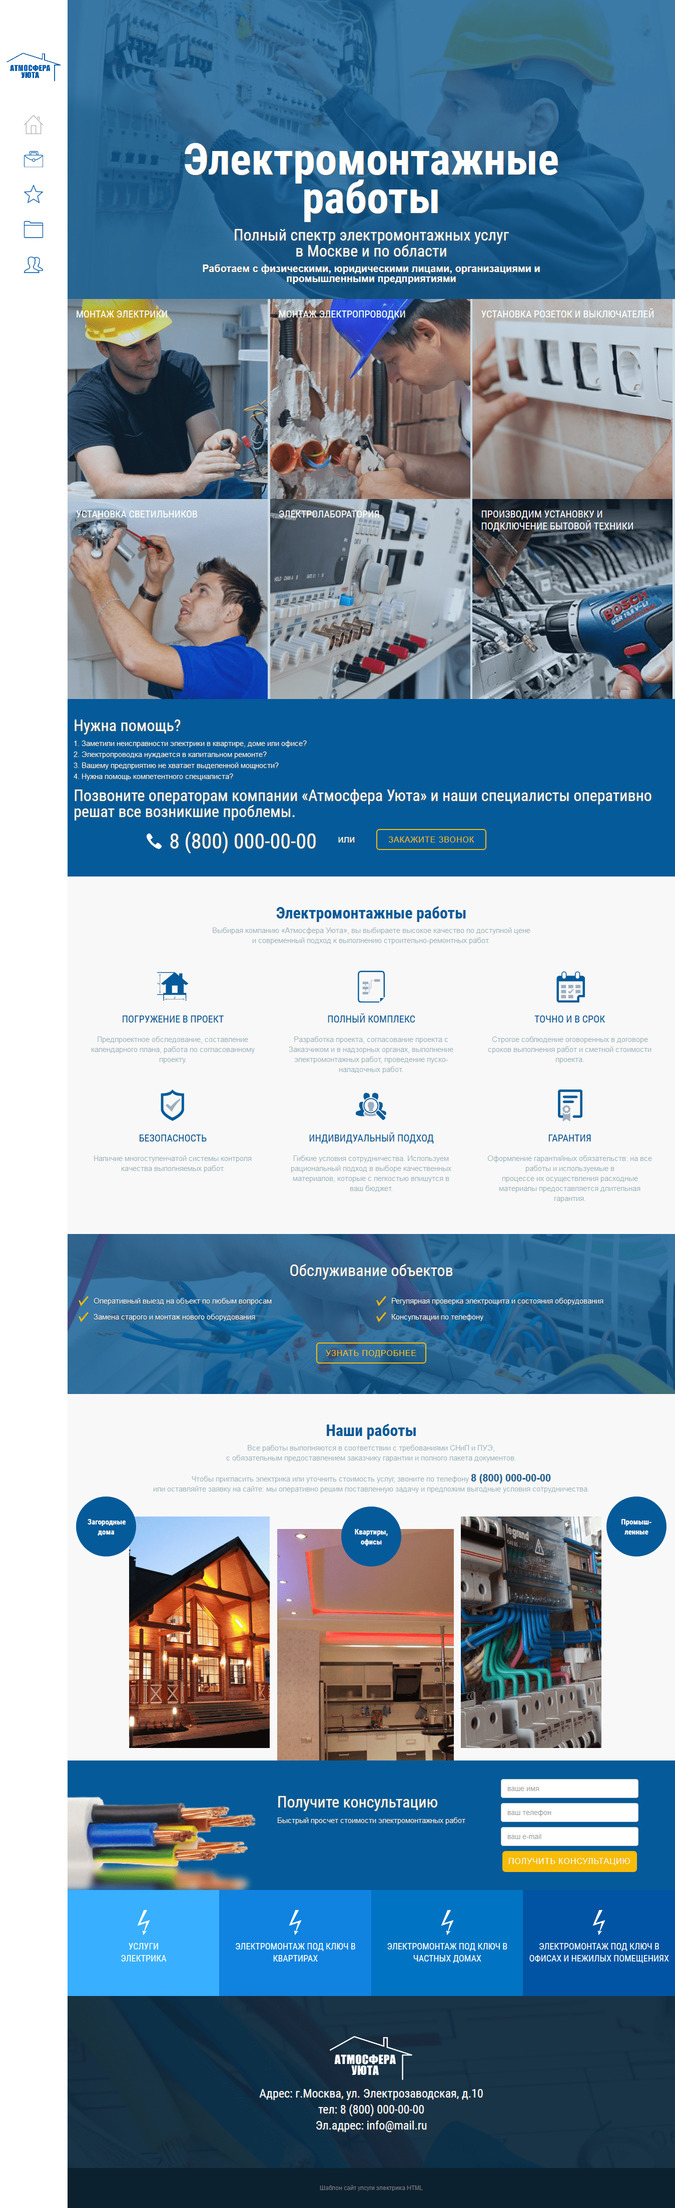 АТМОСФЕРА
УЮТА
Электромонтажные
работы
Полный спектр электромонтажных услуг
в Москве и по области
Работаем с физическими, юридическими лицами, организациями и
промышленными предприятиями
МОНТАЖ ЭЛЕКТРИКИ
МОНТАЖ ЭЛЕКТРОПРОВОДКИ
УСТАНОВКА РОЗЕТОК И ВЫКЛЮЧАТЕЛЕЙ
УСТАНОВКА СВЕТИЛЬНИКОВ
ЭЛЕКТРОЛАБОРАТОРИЯ
ПРОИЗВОДИМ УСТАНОВКУ И
ПОДКЛЮЧЕНИЕ БЫТОВОЙ ТЕХНИКИ
BOSCH
Нужна помощь?
1. Заметили неисправности электрики в квартире, доме или офисе?
2. Электропроводка нуждается в капитальном ремонте?
3. Вашему предприятию не хватает выделенной мощности?
4. Нужна помощь компетентного специалиста?
Позвоните операторам компании «Атмосфера Уюта» и наши специалисты оперативно
решат все возникшие проблемы.
8 (800) 000-00-00 или ЗАКАЖИТЕ ЗВОНОК
Электромонтажные работы
Выбирая компанию «Атмосфера Уюта», вы выбираете высокое качество по доступной цене
и современный подход к выполнению строительно-ремонтных работ.
ПОГРУЖЕНИЕ В ПРОЕКТ
Предпроектное обследование, составление
календарного плана, работа по согласованному
проекту.
ПОЛНЫЙ КОМПЛЕКС
Разработка проекта, согласование проекта с
Заказчиком и в надзорных органах, выполнение
электромонтажных работ, проведение пуско-
наладочных работ.
ТОЧНО И В СРОК
Строгое соблюдение оговоренных в договоре
сроков выполнения работ и сметной стоимости
проекта.
БЕЗОПАСНОСТЬ
Наличие многоступенчатой системы контроля
качества выполняемых работ.
ИНДИВИДУАЛЬНЫЙ ПОДХОД
Гибкие условия сотрудничества. Используем
рациональный подход в выборе качественных
материалов, которые с легкостью впишутся в
ваш бюджет.
ГАРАНТИЯ
Оформление гарантийных обязательств: на все
работы и используемые в
процессе их осуществления расходные
материалы предоставляется длительная
гарантия.
Обслуживание объектов
Оперативный выезд на объект по любым вопросам
Регулярная проверка электрощита и состояния оборудования
Замена старого и монтаж нового оборудования
Консультации по телефону
УЗНАТЬ ПОДРОБНЕЕ
Наши работы
Все работы выполняются в соответствии с требованиями СНиП и ПУЭ,
с обязательным предоставлением заказчику гарантии и полного пакета документов.
Чтобы пригласить электрика или уточнить стоимость услуг, звоните по телефону 8 (800) 000-00-00
или оставляйте заявку на сайте: мы оперативно решим поставленную задачу и предложим выгодные условия сотрудничества.
Загородные
дома
Квартиры,
офисы
Промыш-
ленные
legrand
Получите консультацию
Быстрый просчет стоимости электромонтажных работ
ваше имя
ваш телефон
ваш e-mail
ПОЛУЧИТЬ КОНСУЛЬТАЦИЮ
УСЛУГИ
ЭЛЕКТРИКА
ЭЛЕКТРОМОНТАЖ ПОД КЛЮЧ В
КВАРТИРАХ
ЭЛЕКТРОМОНТАЖ ПОД КЛЮЧ В
ЧАСТНЫХ ДОМАХ
ЭЛЕКТРОМОНТАЖ ПОД КЛЮЧ В
ОФИСАХ И НЕЖИЛЫХ ПОМЕЩЕНИЯХ
АТМОСФЕРА
УЮТА
Адрес: г.Москва, ул. Электрозаводская, д.10
тел: 8 (800) 000-00-00
Эл.адрес: info@mail.ru
Шаблон сайт услуги электрика HTML